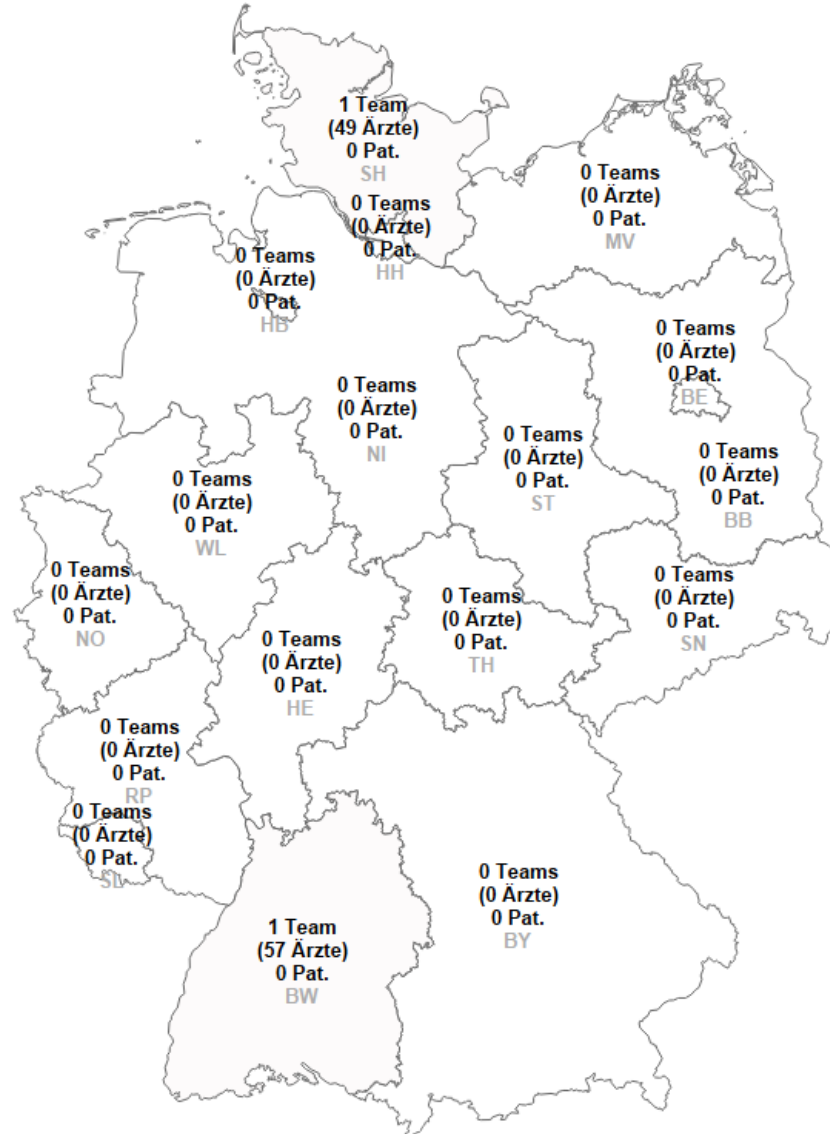 1 Team
(49 Ärzte)
0 Pat.
SH
0 Teams
(0 Ärzte)
0 Pat.
HH
0 Teams
(0 Ärzte)
0 Pat.
MV
0 Teams
(0 Ärzte)
0 Pat.
HB
0 Teams
(0 Ärzte)
0 Pat.
BE
0 Teams
(0 Ärzte)
0 Pat.
NI
0 Teams
(0 Ärzte)
0 Pat.
ST
0 Teams
(0 Ärzte)
0 Pat.
BB
0 Teams
(0 Ärzte)
0 Pat.
WL
0 Teams
(0 Ärzte)
0 Pat.
NO
0 Teams
(0 Ärzte)
0 Pat.
SN
0 Teams
(0 Ärzte)
0 Pat.
TH
0 Teams
(0 Ärzte)
0 Pat.
HE
0 Teams
(0 Ärzte)
0 Pat.
RP
0 Teams
(0 Ärzte)
0 Pat.
SL
0 Teams
(0 Ärzte)
0 Pat.
BY
1 Team
(57 Ärzte)
0 Pat.
BW